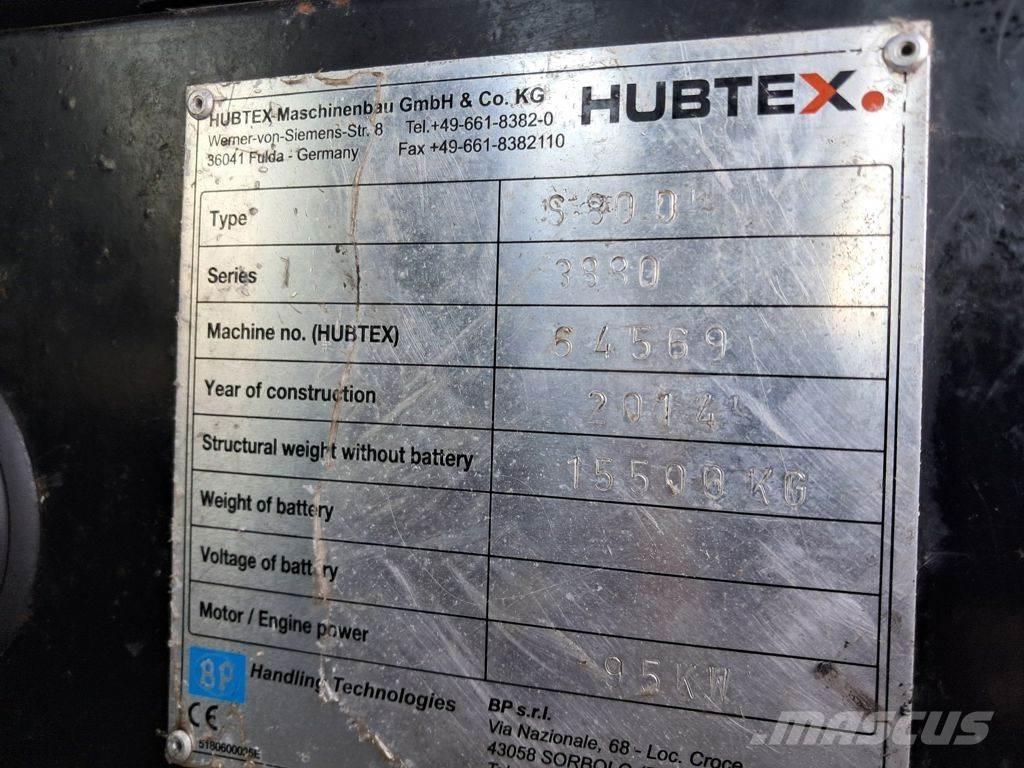 HUBTEX Maschinenbau GmbH & Co. KG
Werner-von-Siemens-Str. 8 Tel.+49-661-8382-0
36041 Fulda - Germany Fax +49-661-8382110
HUBTEX.
Type S 80 D
Series
Machine no. (HUBTEX) 64569
Year of construction 2014
Structural weight without battery 15500 KG
Weight of battery
Voltage of battery
Motor / Engine power 95KW
BP Handling Technologies
CE
BP s.r.l.
Via Nazionale, 68 - Loc. Croce
43058 SORBOLO
MASCUS